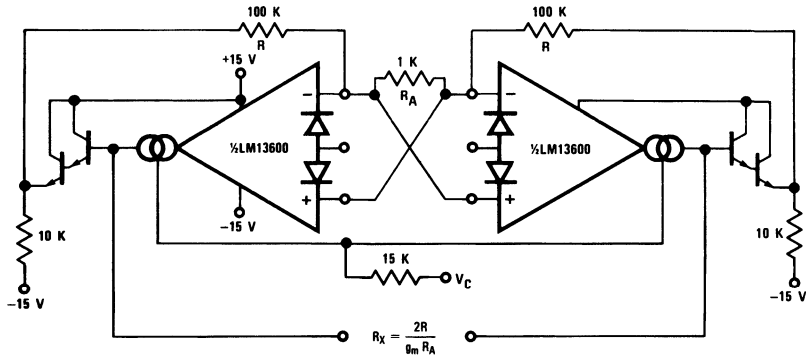 100 K
R
100 K
R
+15 V
1 K
R_A
−
+
½LM13600
−
+
½LM13600
−15 V
10 K
−15 V
15 K
V_C
10 K
−15 V
R_X = 2R / g_m R_A